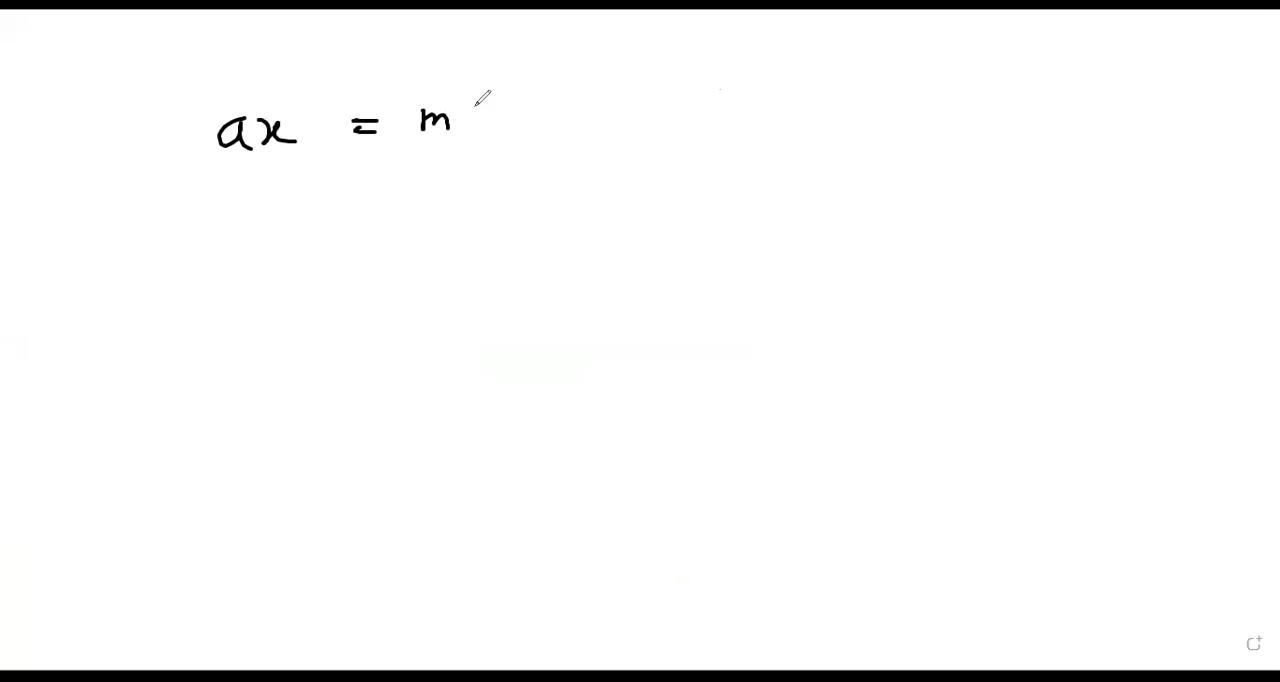 ax = m